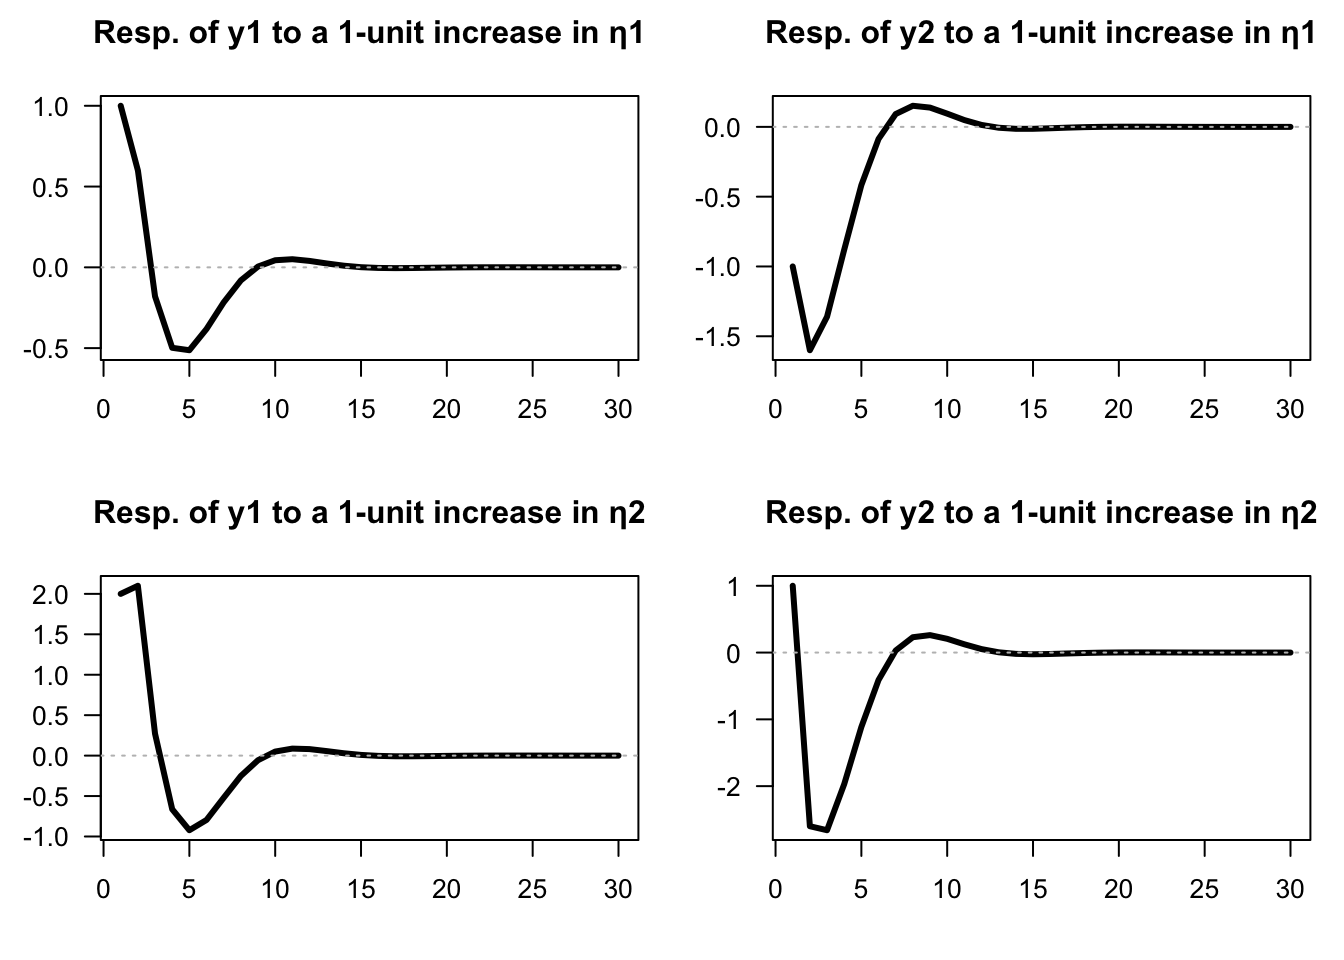 Resp. of y1 to a 1-unit increase in η1
1.0
0.5
0.0
-0.5
0 5 10 15 20 25 30
Resp. of y2 to a 1-unit increase in η1
0.0
-0.5
-1.0
-1.5
0 5 10 15 20 25 30
Resp. of y1 to a 1-unit increase in η2
2.0
1.5
1.0
0.5
0.0
-0.5
-1.0
0 5 10 15 20 25 30
Resp. of y2 to a 1-unit increase in η2
1
0
-1
-2
0 5 10 15 20 25 30